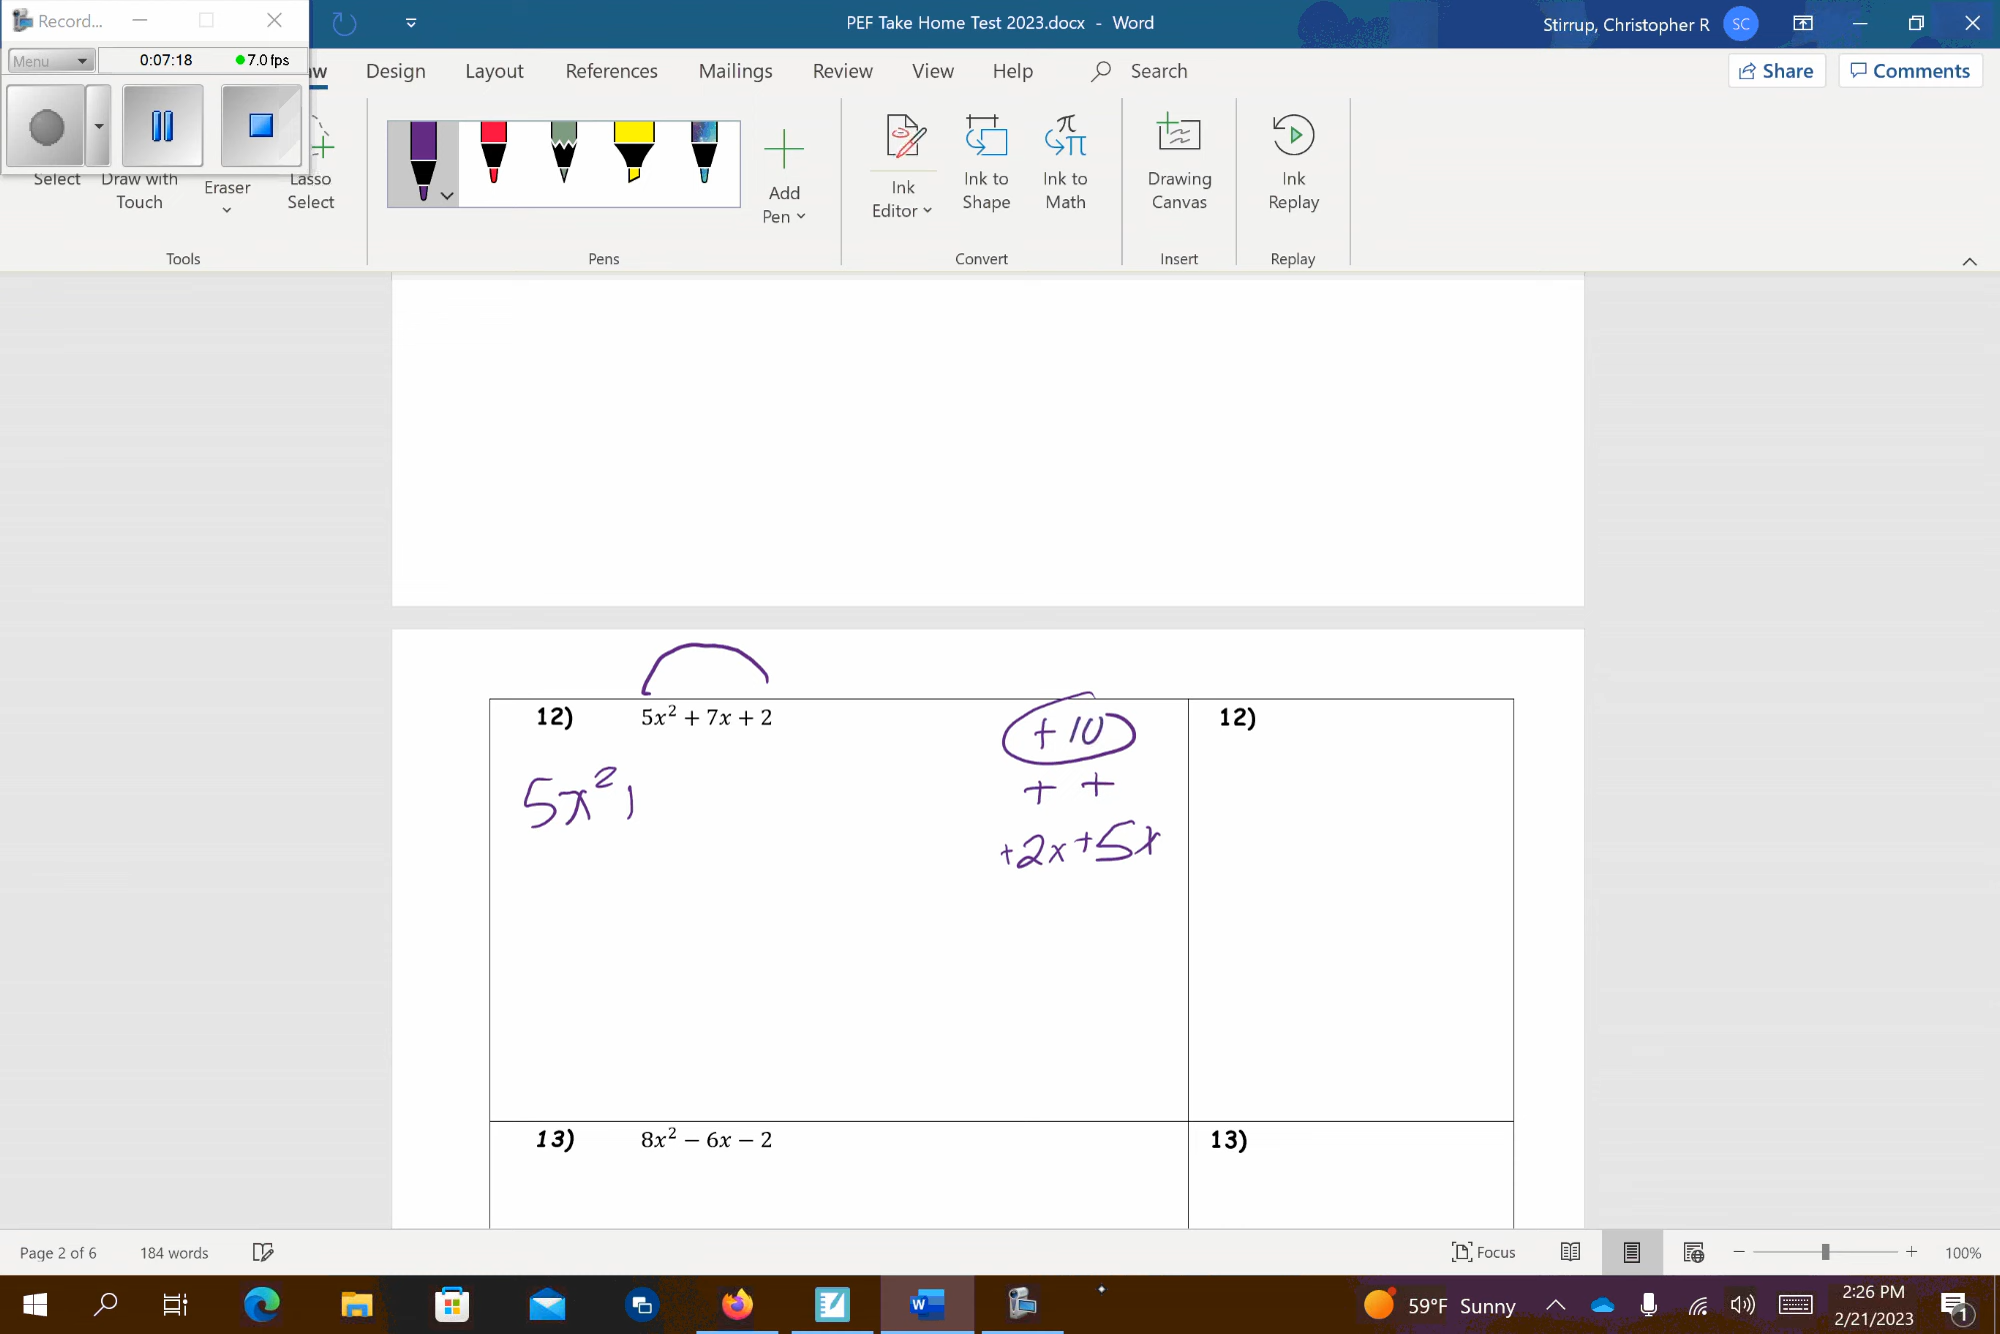 Record...
PEF Take Home Test 2023.docx - Word
Stirrup, Christopher R
SC
Menu
0:07:18
7.0 fps
aw
Design
Layout
References
Mailings
Review
View
Help
Search
Share
Comments
Select
Draw with Touch
Eraser
Lasso Select
Add Pen
Ink Editor
Ink to Shape
Ink to Math
Drawing Canvas
Ink Replay
Tools
Pens
Convert
Insert
Replay
12) 5x² + 7x + 2
+10
12)
5x²
+ +
+2x +5x
13) 8x² − 6x − 2
13)
Page 2 of 6
184 words
Focus
100%
59°F Sunny
2:26 PM
2/21/2023
1